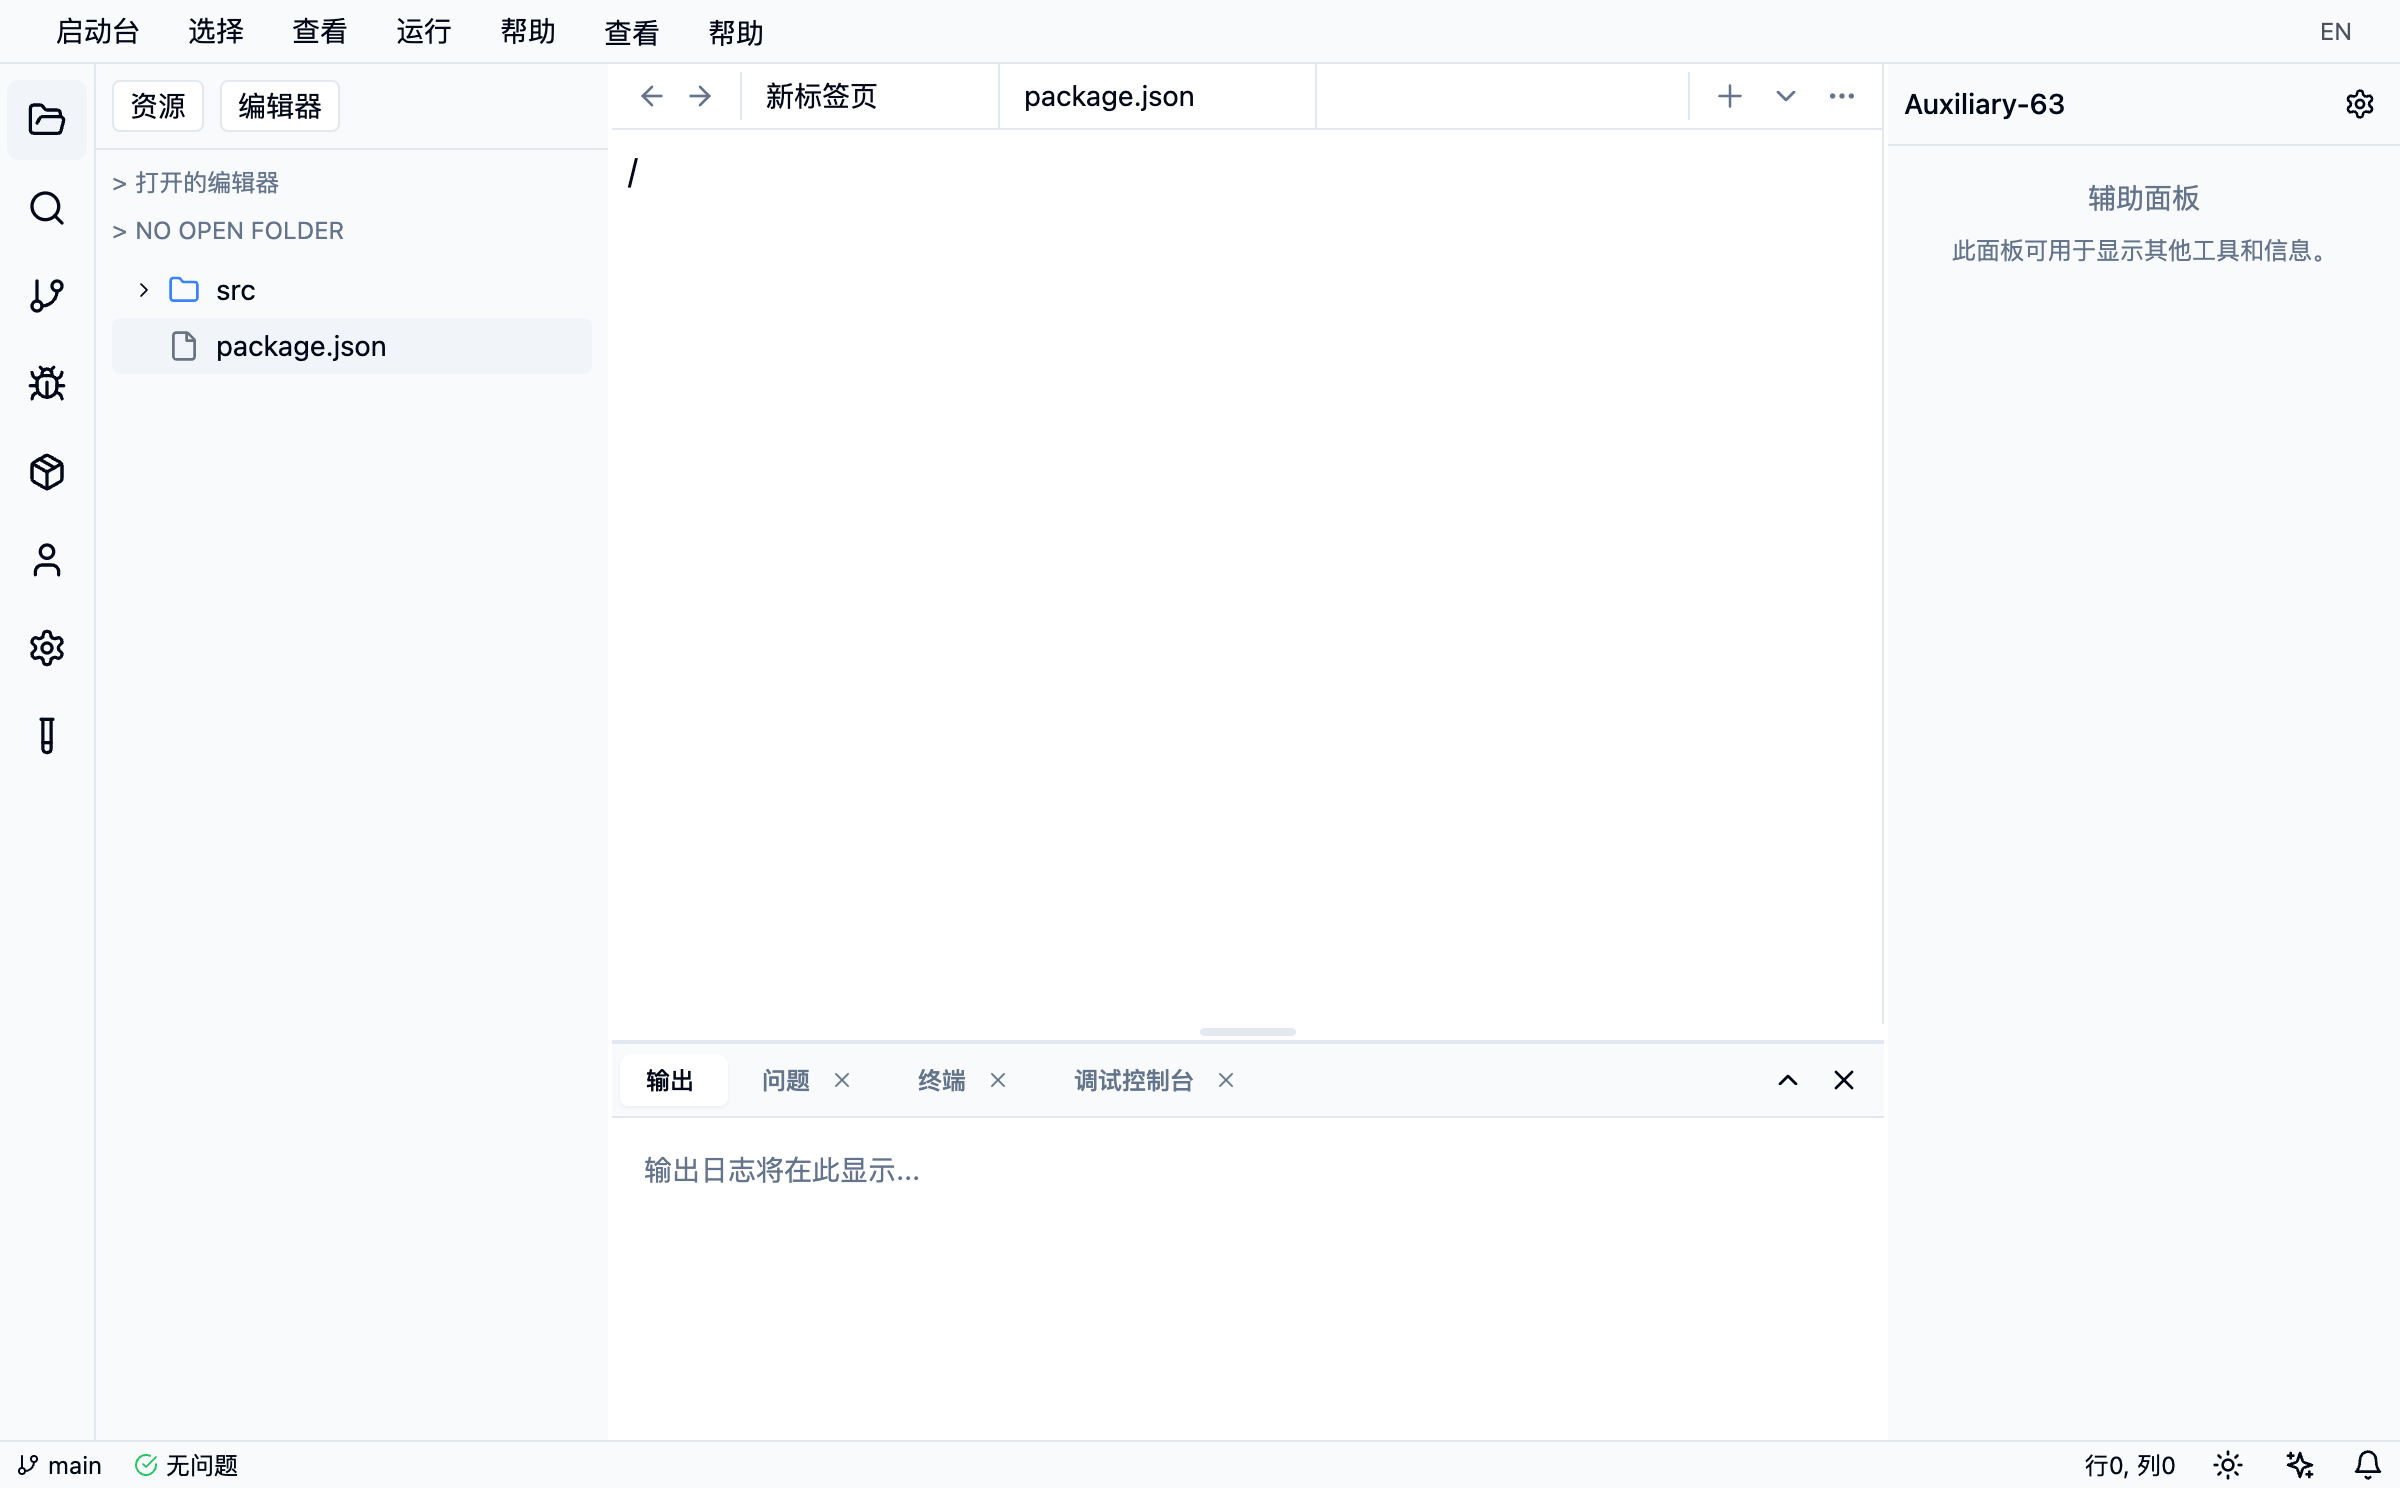 启动台 选择 查看 运行 帮助 查看 帮助 EN
资源 编辑器
> 打开的编辑器
> NO OPEN FOLDER
src
package.json
新标签页 package.json
/
Auxiliary-63
辅助面板
此面板可用于显示其他工具和信息。
输出 问题 终端 调试控制台
输出日志将在此显示...
main 无问题 行0, 列0